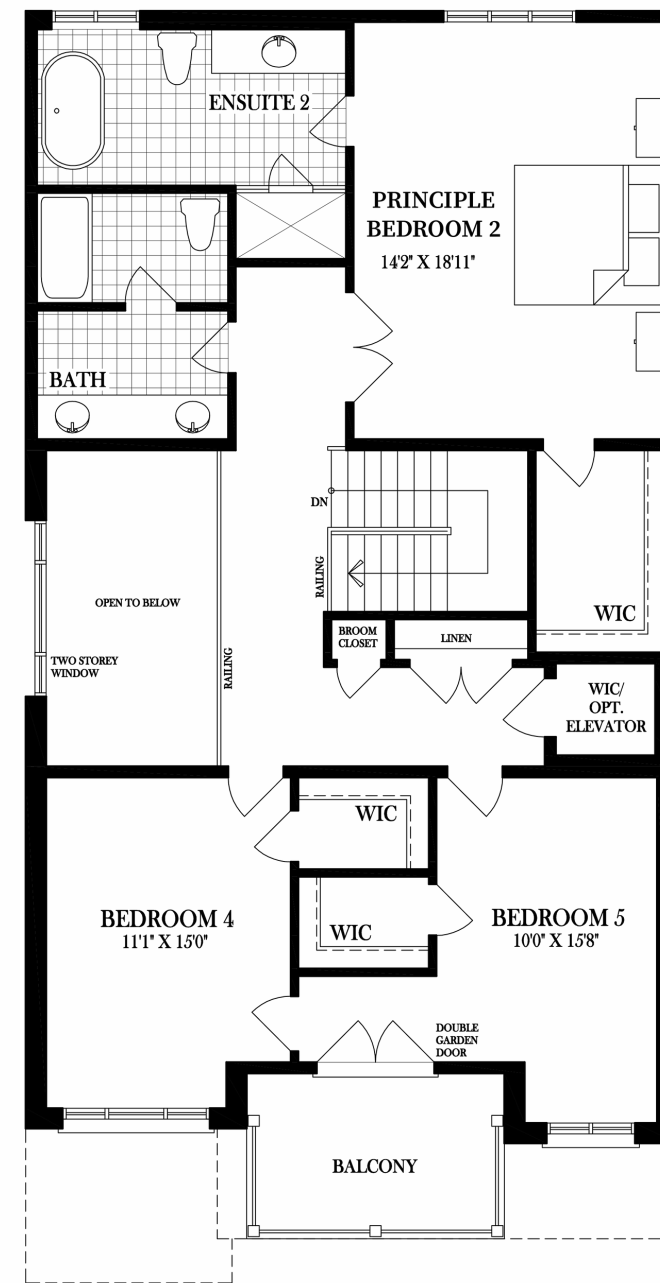 ENSUITE 2
PRINCIPLE
BEDROOM 2
14'2" X 18'11"
BATH
DN
RAILING
OPEN TO BELOW
TWO STOREY
WINDOW
RAILING
BROOM
CLOSET
LINEN
WIC
WIC/
OPT.
ELEVATOR
WIC
BEDROOM 4
11'1" X 15'0"
WIC
BEDROOM 5
10'0" X 15'8"
DOUBLE
GARDEN
DOOR
BALCONY